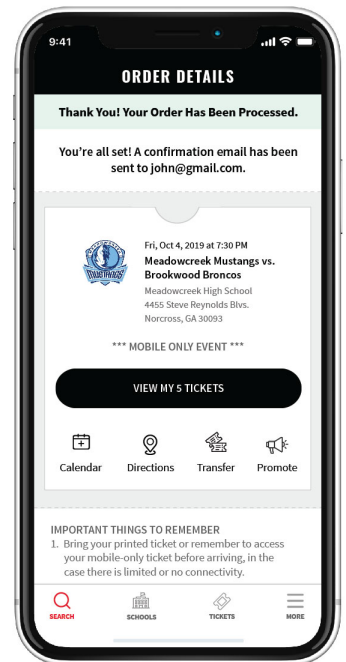 9:41
ORDER DETAILS
Thank You! Your Order Has Been Processed.
You're all set! A confirmation email has been
sent to john@gmail.com.
Fri, Oct 4, 2019 at 7:30 PM
Meadowcreek Mustangs vs.
Brookwood Broncos
MUSTANGS
Meadowcreek High School
4455 Steve Reynolds Blvs.
Norcross, GA 30093
*** MOBILE ONLY EVENT ***
VIEW MY 5 TICKETS
Calendar Directions Transfer Promote
IMPORTANT THINGS TO REMEMBER
1. Bring your printed ticket or remember to access
your mobile-only ticket before arriving, in the
case there is limited or no connectivity.
SEARCH SCHOOLS TICKETS MORE